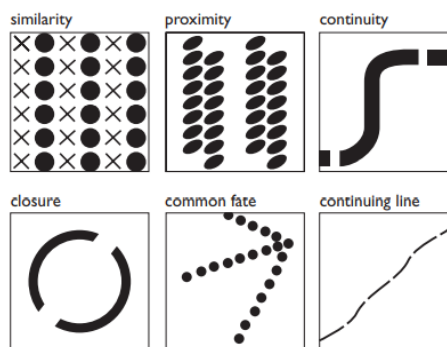 similarity
proximity
continuity
closure
common fate
continuing line